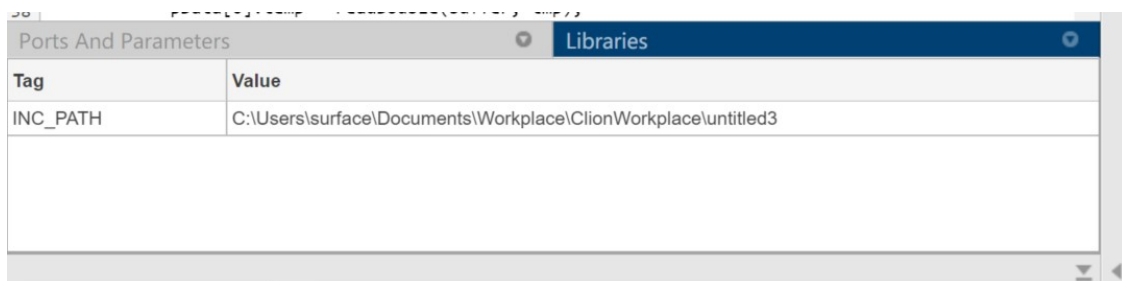 Ports And Parameters Libraries
Tag Value
INC_PATH C:\Users\surface\Documents\Workplace\ClionWorkplace\untitled3